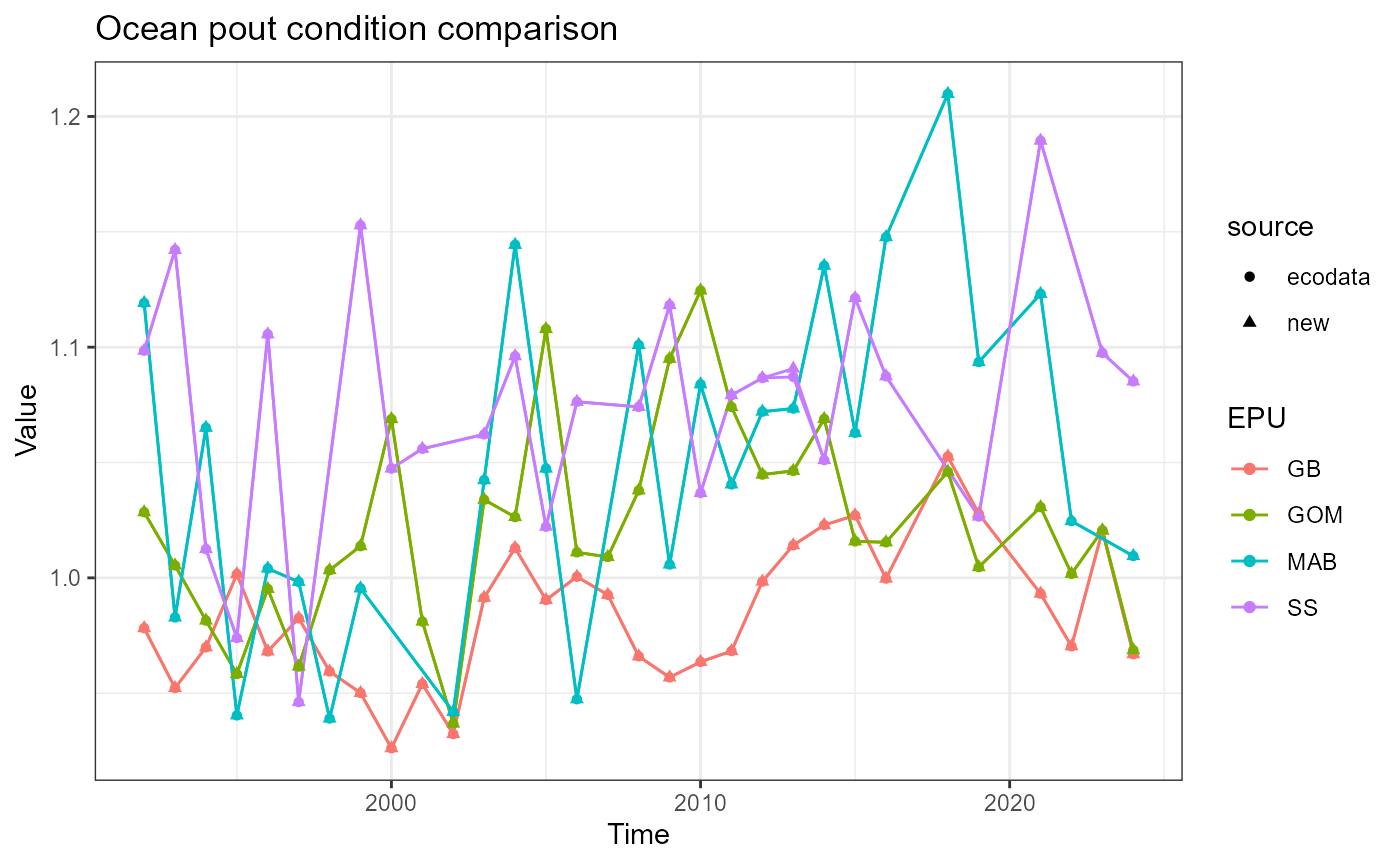 Ocean pout condition comparison
1.2
1.1
1.0
Value
2000
2010
2020
Time
source
ecodata
new
EPU
GB
GOM
MAB
SS